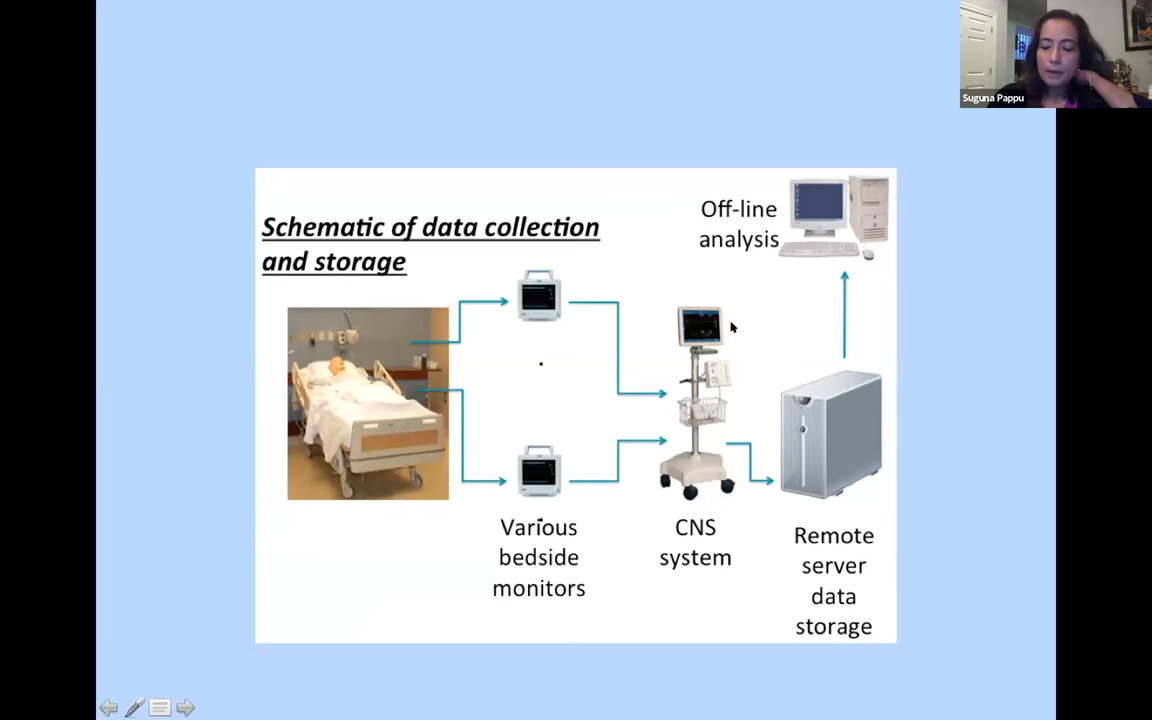 Suguna Pappu
Off-line
analysis
Schematic of data collection
and storage
Various
bedside
monitors
CNS
system
Remote
server
data
storage